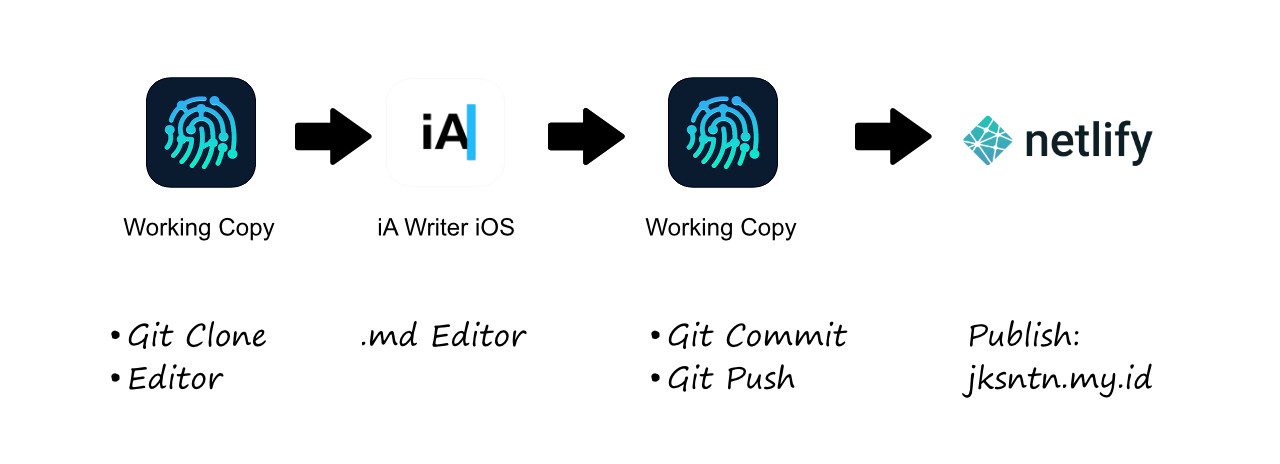 iA
netlify
Working Copy
iA Writer iOS
Working Copy
• Git Clone
• Editor
.md Editor
• Git Commit
• Git Push
Publish:
jksntn.my.id